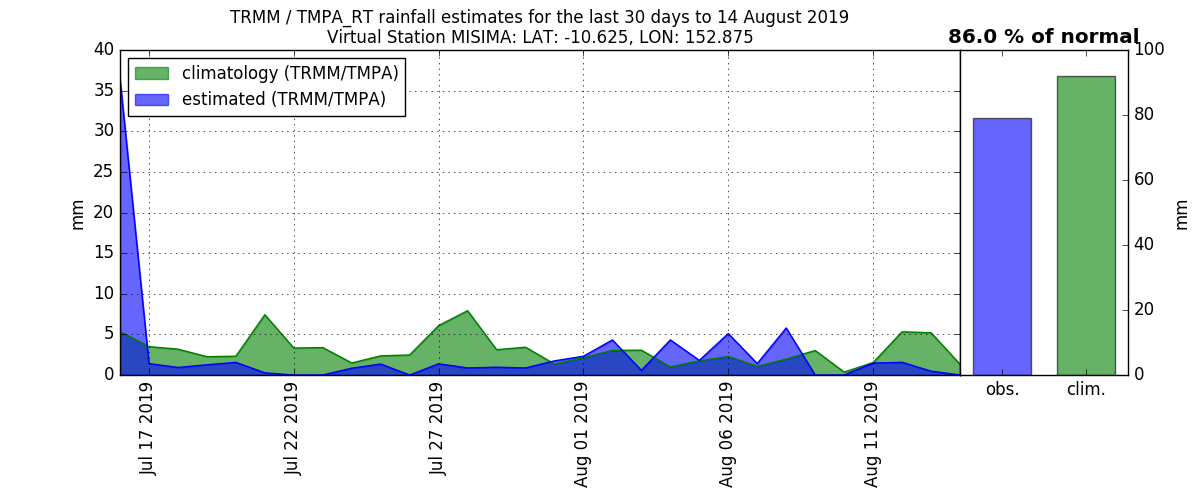 TRMM / TMPA_RT rainfall estimates for the last 30 days to 14 August 2019
Virtual Station MISIMA: LAT: -10.625, LON: 152.875
86.0 % of normal
climatology (TRMM/TMPA)
estimated (TRMM/TMPA)
mm
40
35
30
25
20
15
10
5
0
Jul 17 2019
Jul 22 2019
Jul 27 2019
Aug 01 2019
Aug 06 2019
Aug 11 2019
obs.
clim.
100
80
60
40
20
0
mm